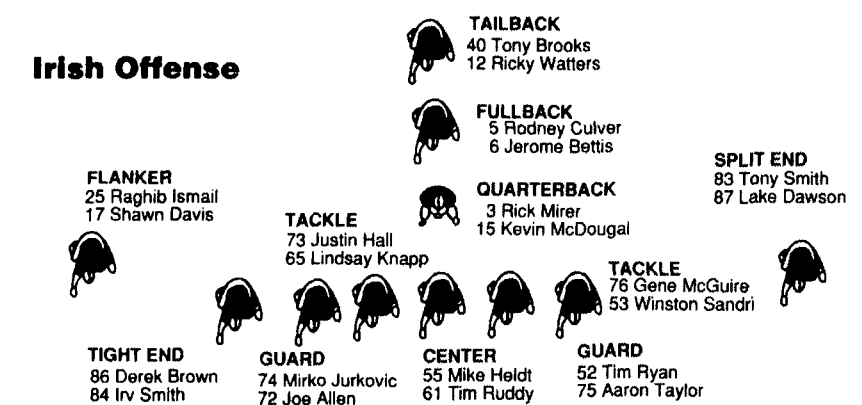 Irish Offense
TAILBACK
40 Tony Brooks
12 Ricky Watters
FULLBACK
5 Rodney Culver
6 Jerome Bettis
QUARTERBACK
3 Rick Mirer
15 Kevin McDougal
SPLIT END
83 Tony Smith
87 Lake Dawson
FLANKER
25 Raghib Ismail
17 Shawn Davis
TACKLE
73 Justin Hall
65 Lindsay Knapp
TACKLE
76 Gene McGuire
53 Winston Sandri
TIGHT END
86 Derek Brown
84 Irv Smith
GUARD
74 Mirko Jurkovic
72 Joe Allen
CENTER
55 Mike Heldt
61 Tim Ruddy
GUARD
52 Tim Ryan
75 Aaron Taylor